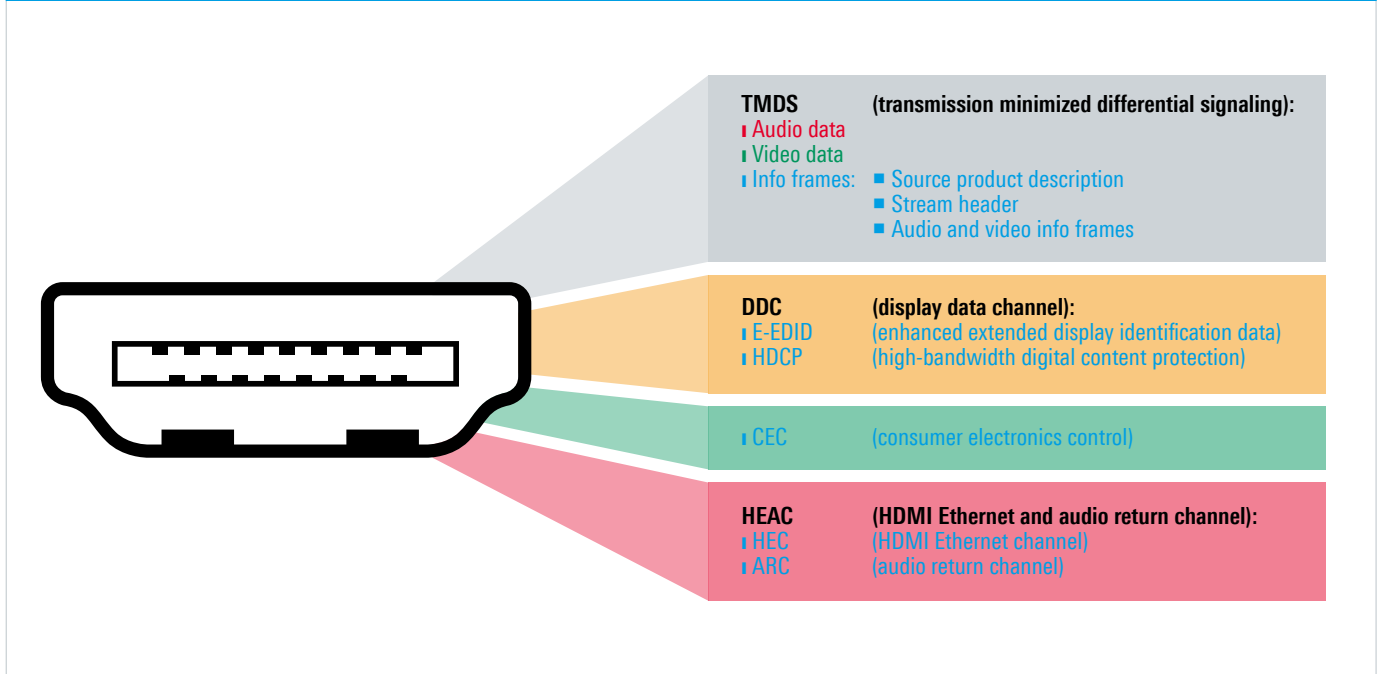 TMDS (transmission minimized differential signaling):
Audio data
Video data
Info frames: ■ Source product description
■ Stream header
■ Audio and video info frames
DDC (display data channel):
E-EDID (enhanced extended display identification data)
HDCP (high-bandwidth digital content protection)
CEC (consumer electronics control)
HEAC (HDMI Ethernet and audio return channel):
HEC (HDMI Ethernet channel)
ARC (audio return channel)